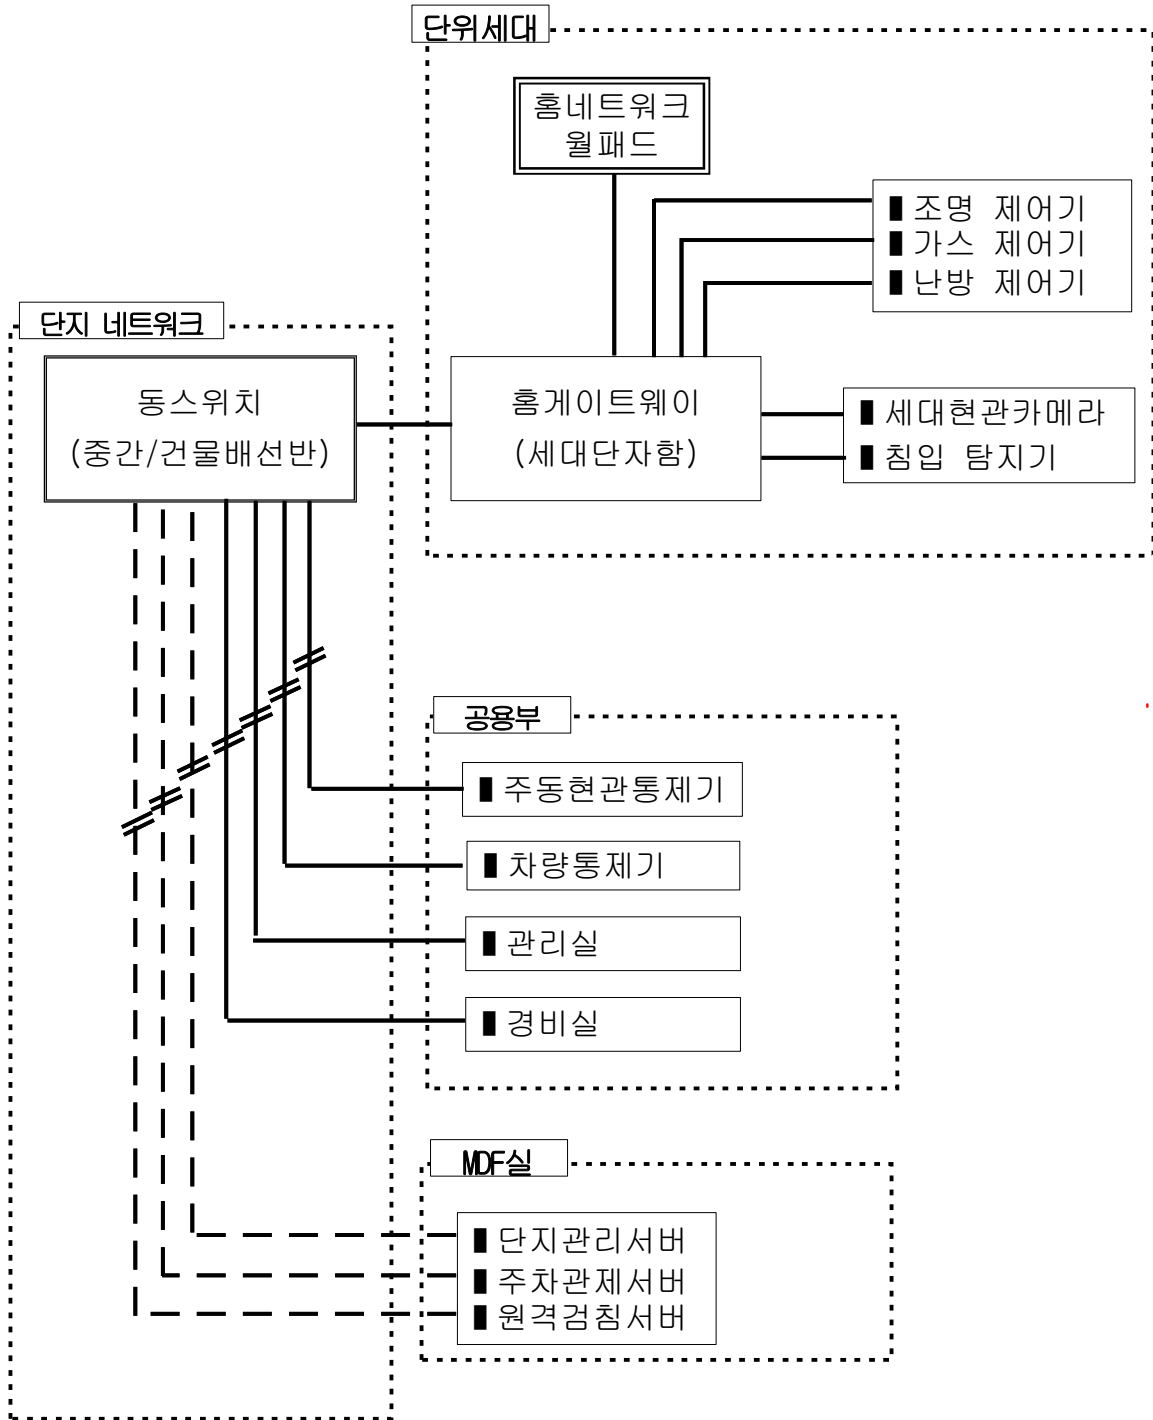 단위세대
홈네트워크
월패드
■ 조명 제어기
■ 가스 제어기
■ 난방 제어기
단지 네트워크
동스위치
(중간/건물배선반)
홈게이트웨이
(세대단자함)
■ 세대현관카메라
■ 침입 탐지기
공용부
■ 주동현관통제기
■ 차량통제기
■ 관리실
■ 경비실
MDF실
■ 단지관리서버
■ 주차관제서버
■ 원격검침서버